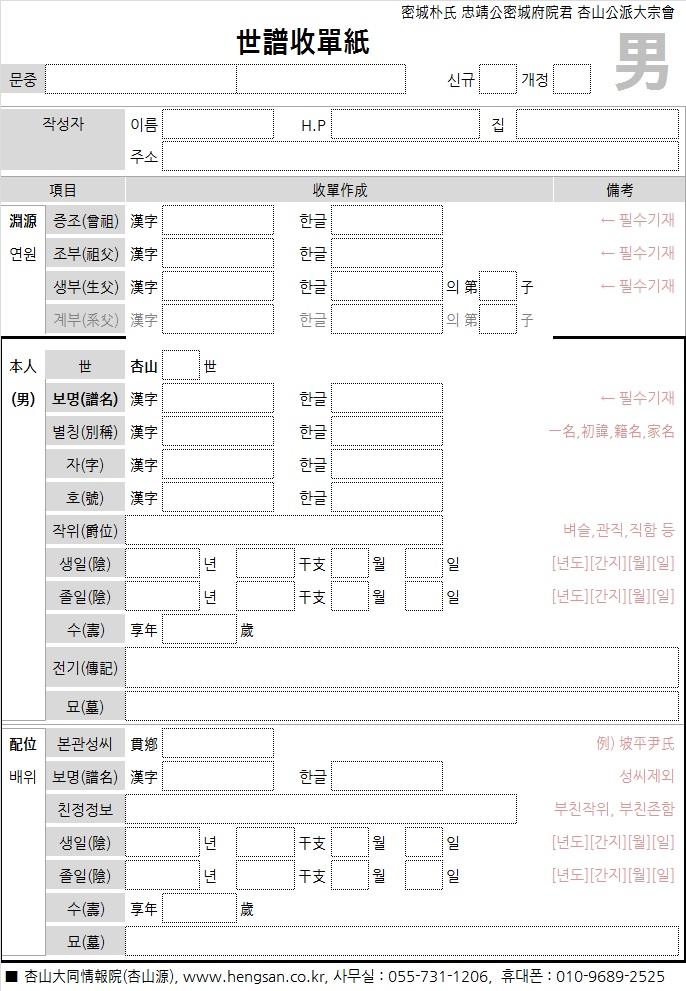 密城朴氏 忠靖公密城府院君 杏山公派大宗會
世譜收單紙
男
문중 신규 개정
작성자 이름 H.P 집
주소
項目 收單作成 備考
淵源 증조(曾祖) 漢字 한글 ← 필수기재
연원 조부(祖父) 漢字 한글 ← 필수기재
생부(生父) 漢字 한글 의 第 子 ← 필수기재
계부(系父) 漢字 한글 의 第 子
本人 世 杏山 世
(男) 보명(譜名) 漢字 한글 ← 필수기재
별칭(別稱) 漢字 한글 一名,初諱,籍名,家名
자(字) 漢字 한글
호(號) 漢字 한글
작위(爵位) 벼슬,관직,직함 등
생일(陰) 년 干支 월 일 [년도][간지][월][일]
졸일(陰) 년 干支 월 일 [년도][간지][월][일]
수(壽) 享年 歲
전기(傳記)
묘(墓)
配位 본관성씨 貫鄕 例) 坡平尹氏
배위 보명(譜名) 漢字 한글 성씨제외
친정정보 부친작위, 부친존함
생일(陰) 년 干支 월 일 [년도][간지][월][일]
졸일(陰) 년 干支 월 일 [년도][간지][월][일]
수(壽) 享年 歲
묘(墓)
■ 杏山大同情報院(杏山源), www.hengsan.co.kr, 사무실 : 055-731-1206, 휴대폰 : 010-9689-2525